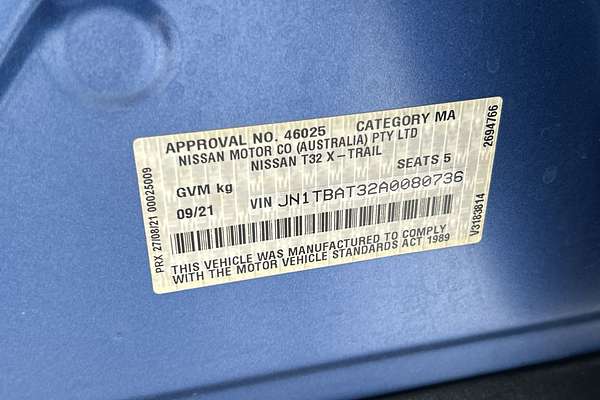 APPROVAL NO. 46025 CATEGORY MA
NISSAN MOTOR CO (AUSTRALIA) PTY LTD
NISSAN T32 X-TRAIL
SEATS 5
GVM kg
09/21 VIN JN1TBAT32A0080736
THIS VEHICLE WAS MANUFACTURED TO COMPLY
WITH THE MOTOR VEHICLE STANDARDS ACT 1989
PRX 27/08/21 00025009
V3183814 2694766